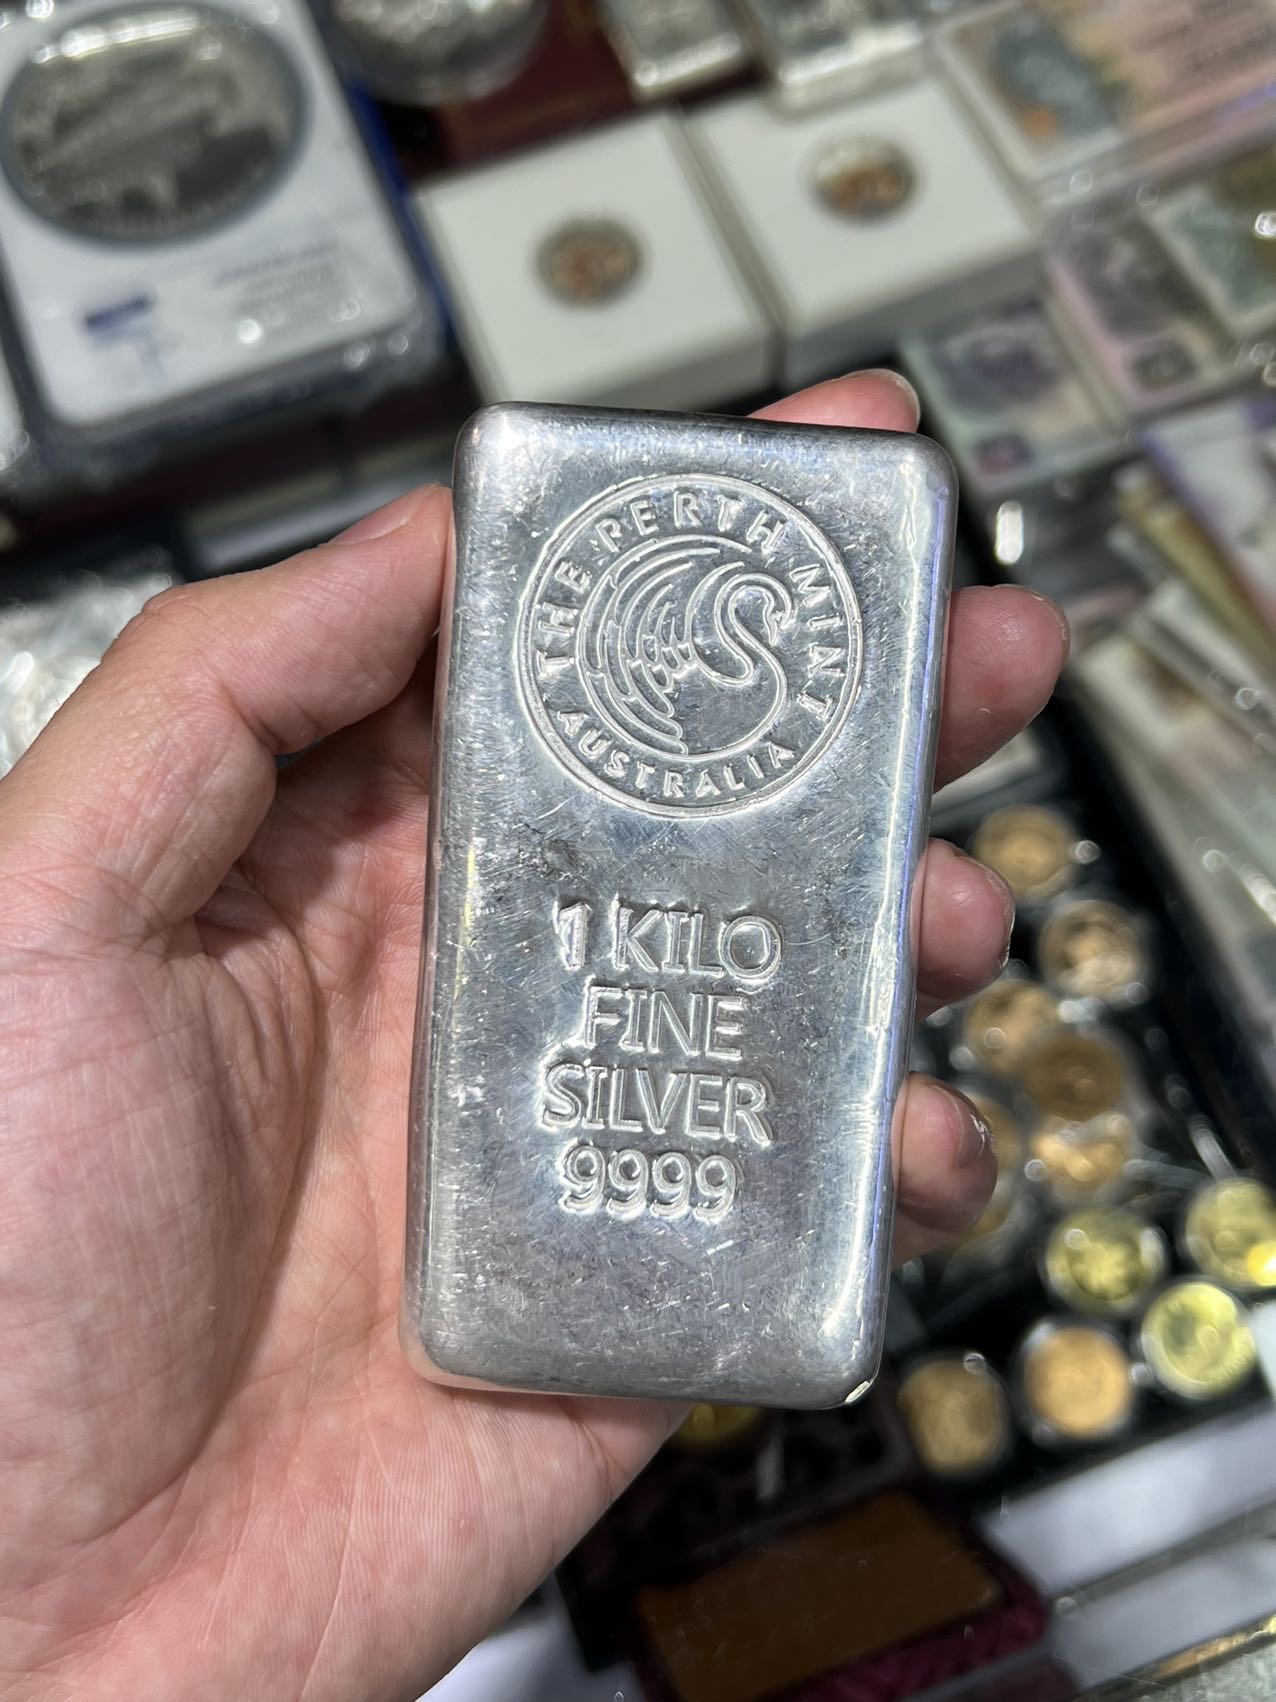 THE PERTH MINT
AUSTRALIA
1 KILO
FINE
SILVER
9999